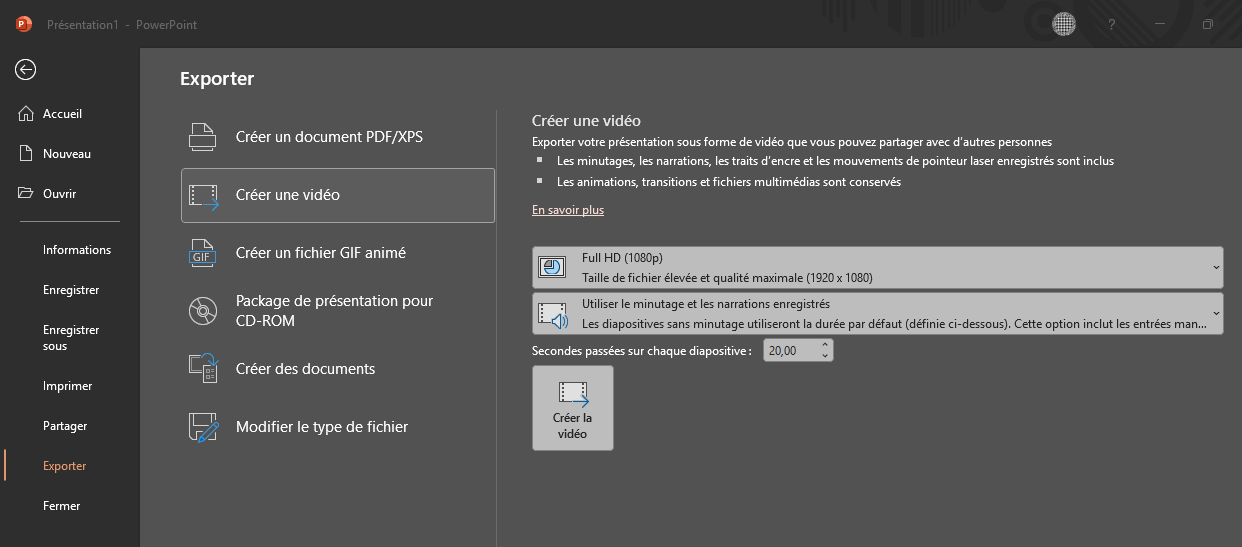 Présentation1 - PowerPoint
?
Exporter
Accueil
Nouveau
Ouvrir
Informations
Enregistrer
Enregistrer
sous
Imprimer
Partager
Exporter
Fermer
Créer un document PDF/XPS
Créer une vidéo
GIF
Créer un fichier GIF animé
Package de présentation pour
CD-ROM
Créer des documents
Modifier le type de fichier
Créer une vidéo
Exporter votre présentation sous forme de vidéo que vous pouvez partager avec d'autres personnes
Les minutages, les narrations, les traits d'encre et les mouvements de pointeur laser enregistrés sont inclus
Les animations, transitions et fichiers multimédias sont conservés
En savoir plus
Full HD (1080p)
Taille de fichier élevée et qualité maximale (1920 x 1080)
Utiliser le minutage et les narrations enregistrés
Les diapositives sans minutage utiliseront la durée par défaut (définie ci-dessous). Cette option inclut les entrées man...
Secondes passées sur chaque diapositive : 20,00
Créer la
vidéo